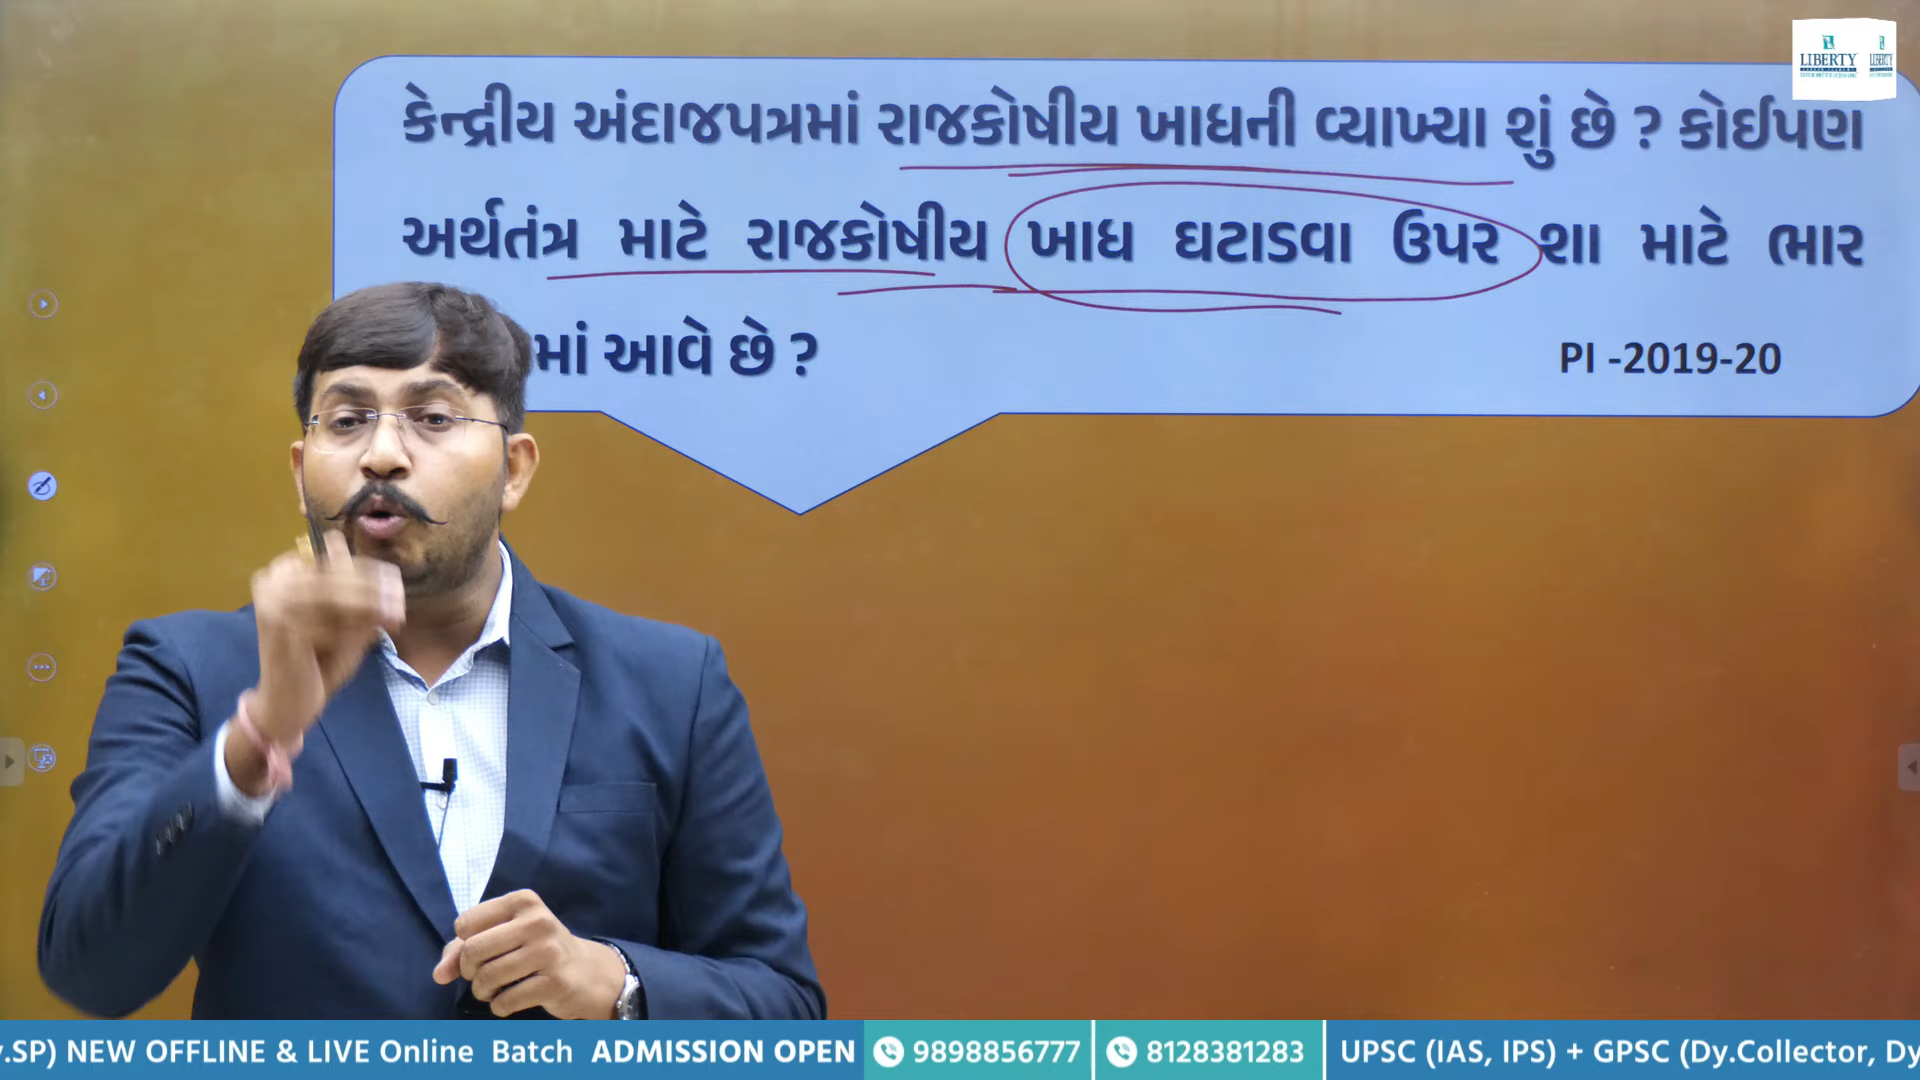 LIBERTY
કેન્દ્રીય અંદાજપત્રમાં રાજકોષીય ખાધની વ્યાખ્યા શું છે ? કોઈપણ
અર્થતંત્ર માટે રાજકોષીય ખાધ ઘટાડવા ઉપર શા માટે ભાર
માં આવે છે ?
PI -2019-20
.SP) NEW OFFLINE & LIVE Online Batch ADMISSION OPEN 9898856777 8128381283 UPSC (IAS, IPS) + GPSC (Dy.Collector, Dy